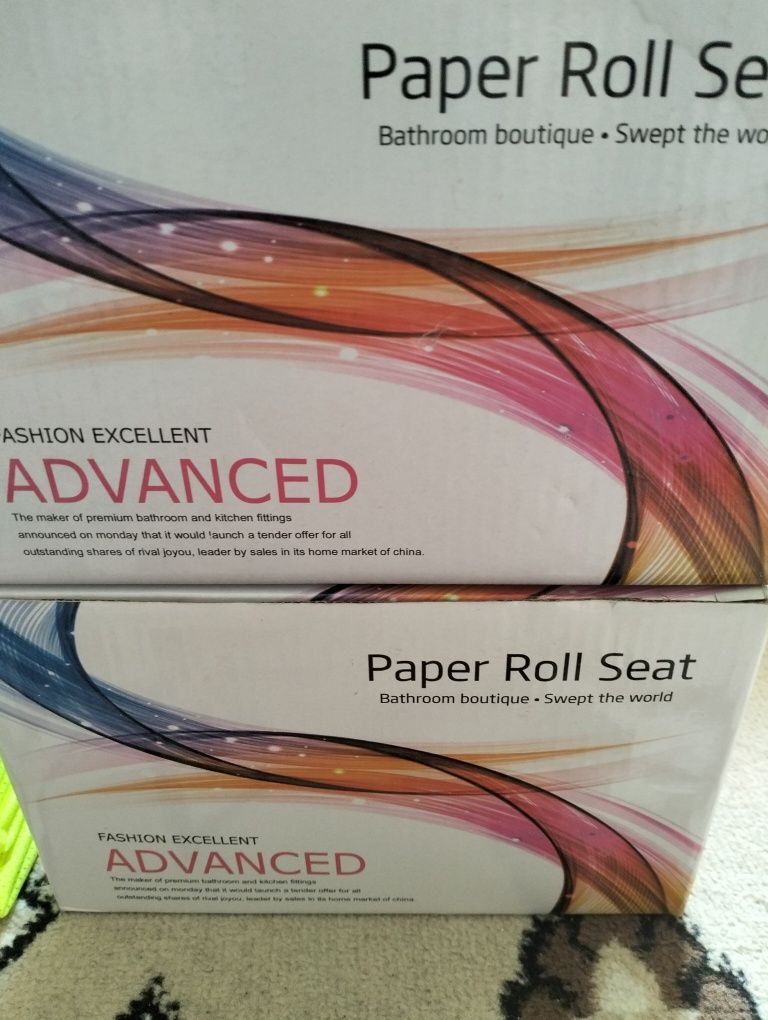 Paper Roll Se
Bathroom boutique • Swept the wo
ASHION EXCELLENT
ADVANCED
The maker of premium bathroom and kitchen fittings
announced on monday that it would launch a tender offer for all
outstanding shares of rival joyou, leader by sales in its home market of china.
Paper Roll Seat
Bathroom boutique • Swept the world
FASHION EXCELLENT
ADVANCED
The maker of premium bathroom and kitchen fittings
announced on monday that it would launch a tender offer for all
outstanding shares of rival joyou, leader by sales in its home market of china.